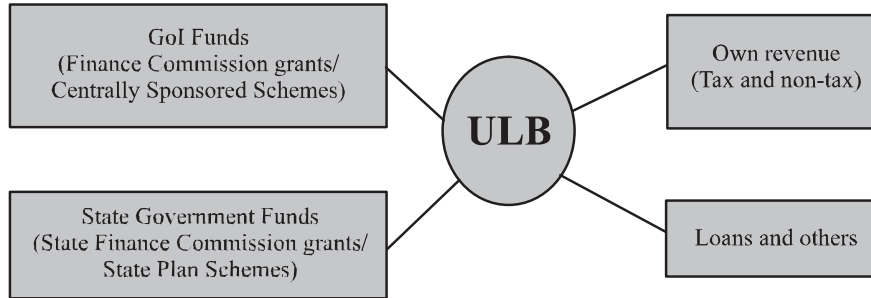 GoI Funds
(Finance Commission grants/
Centrally Sponsored Schemes)
Own revenue
(Tax and non-tax)
ULB
State Government Funds
(State Finance Commission grants/
State Plan Schemes)
Loans and others